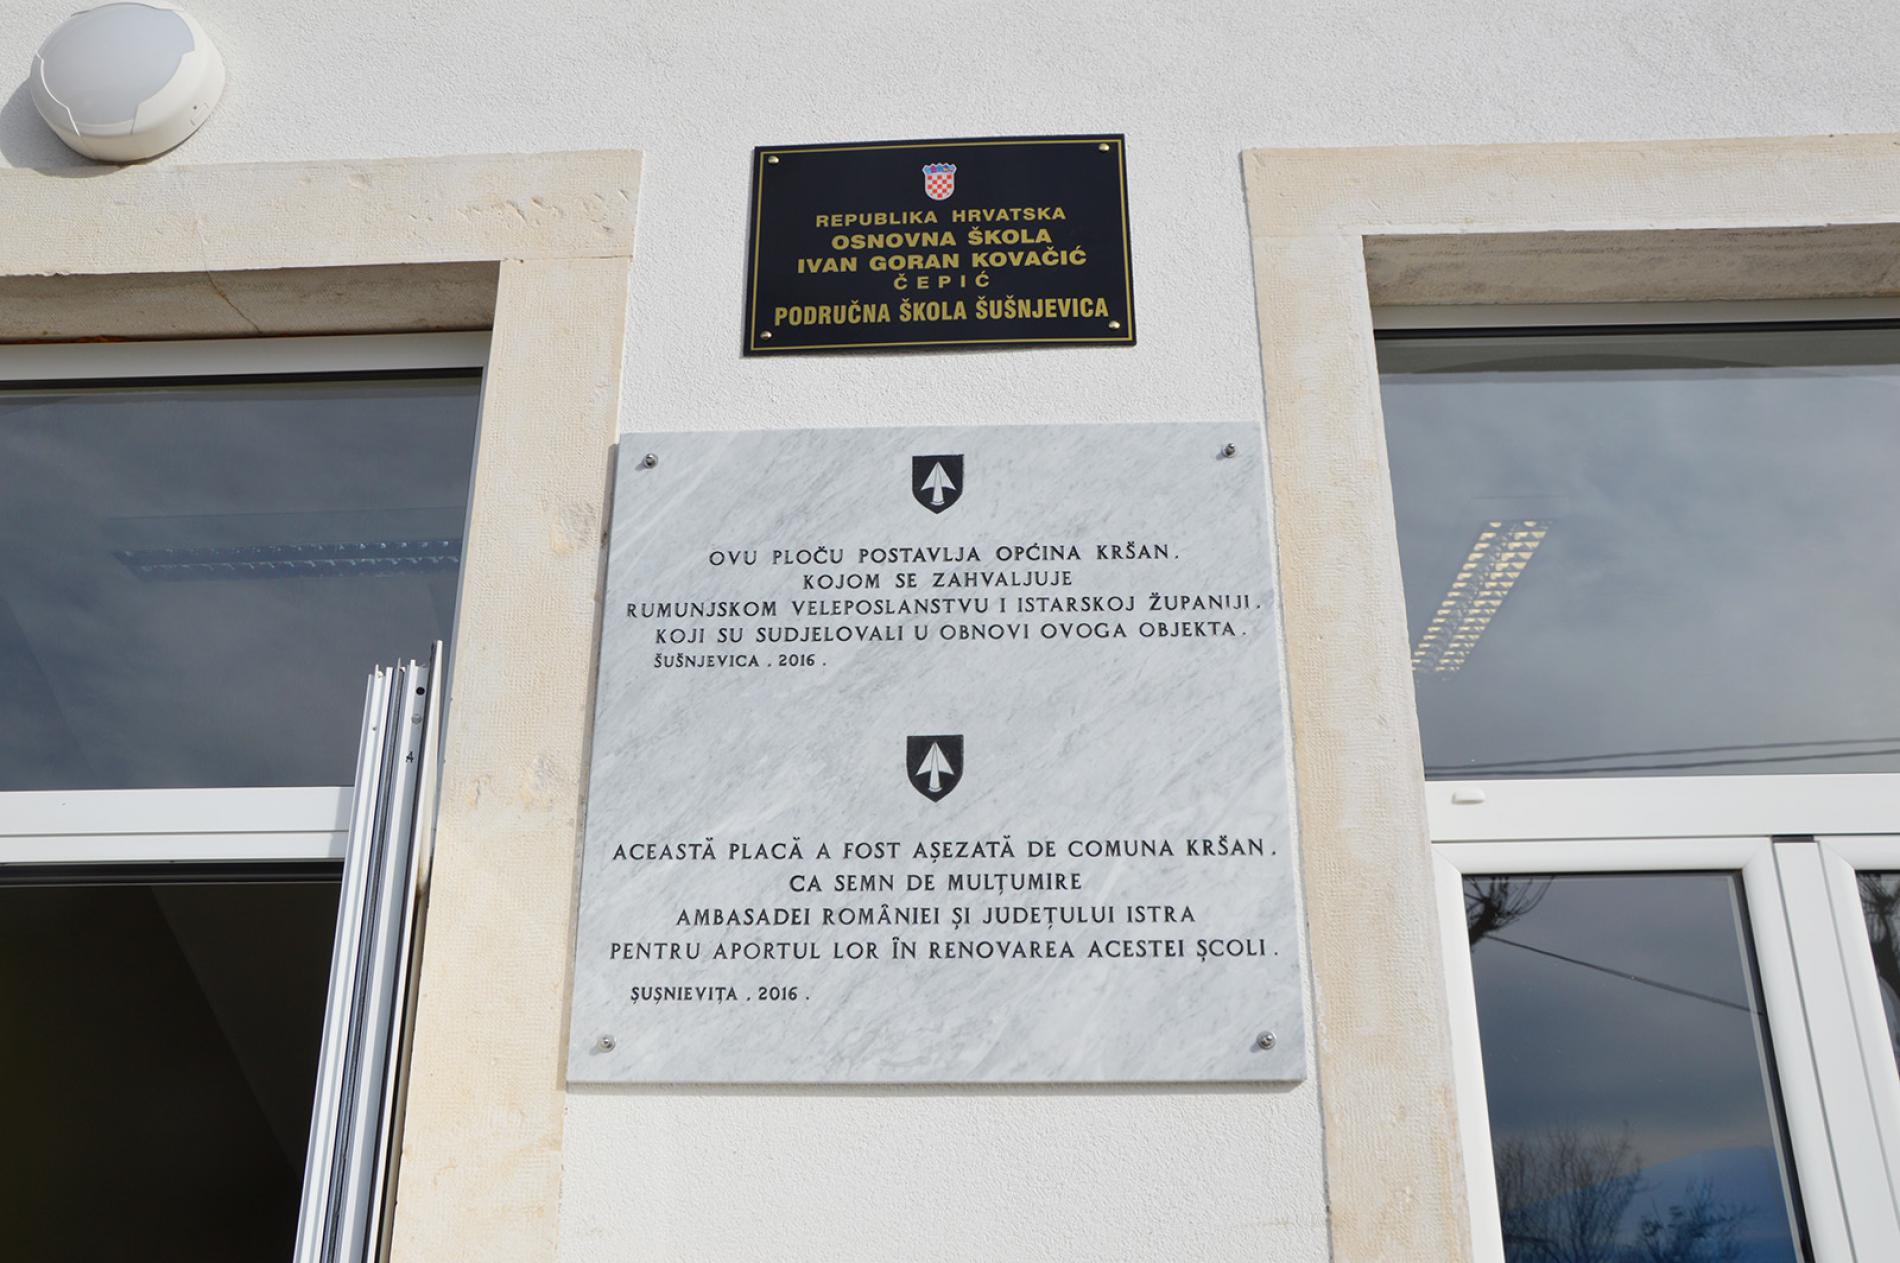 REPUBLIKA HRVATSKA
OSNOVNA ŠKOLA
IVAN GORAN KOVAČIĆ
ČEPIĆ
PODRUČNA ŠKOLA ŠUŠNJEVICA
OVU PLOČU POSTAVLJA OPĆINA KRŠAN.
KOJOM SE ZAHVALJUJE
RUMUNJSKOM VELEPOSLANSTVU I ISTARSKOJ ŽUPANIJI.
KOJI SU SUDJELOVALI U OBNOVI OVOGA OBJEKTA.
ŠUŠNJEVICA . 2016 .
ACEASTĂ PLACĂ A FOST AȘEZATĂ DE COMUNA KRŠAN.
CA SEMN DE MULȚUMIRE
AMBASADEI ROMÂNIEI ȘI JUDEȚULUI ISTRA
PENTRU APORTUL LOR ÎN RENOVAREA ACESTEI ȘCOLI.
ȘUȘNIEVIȚA . 2016 .